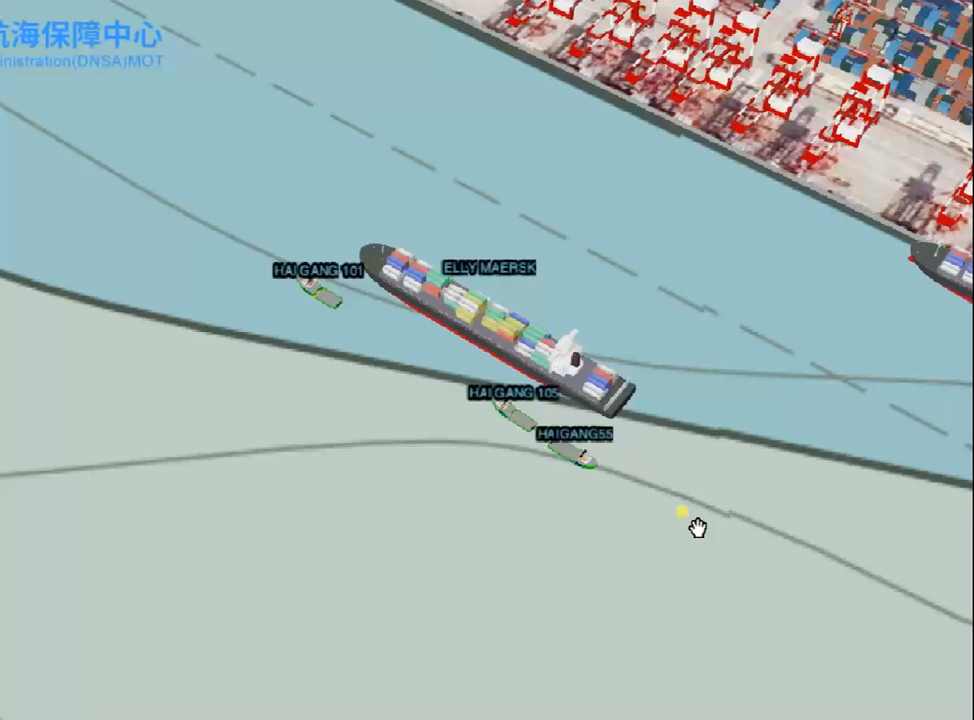 航海保障中心
inistration(DNSA)MOT
HAI GANG 101
ELLY MAERSK
HAI GANG 105
HAIGANG55